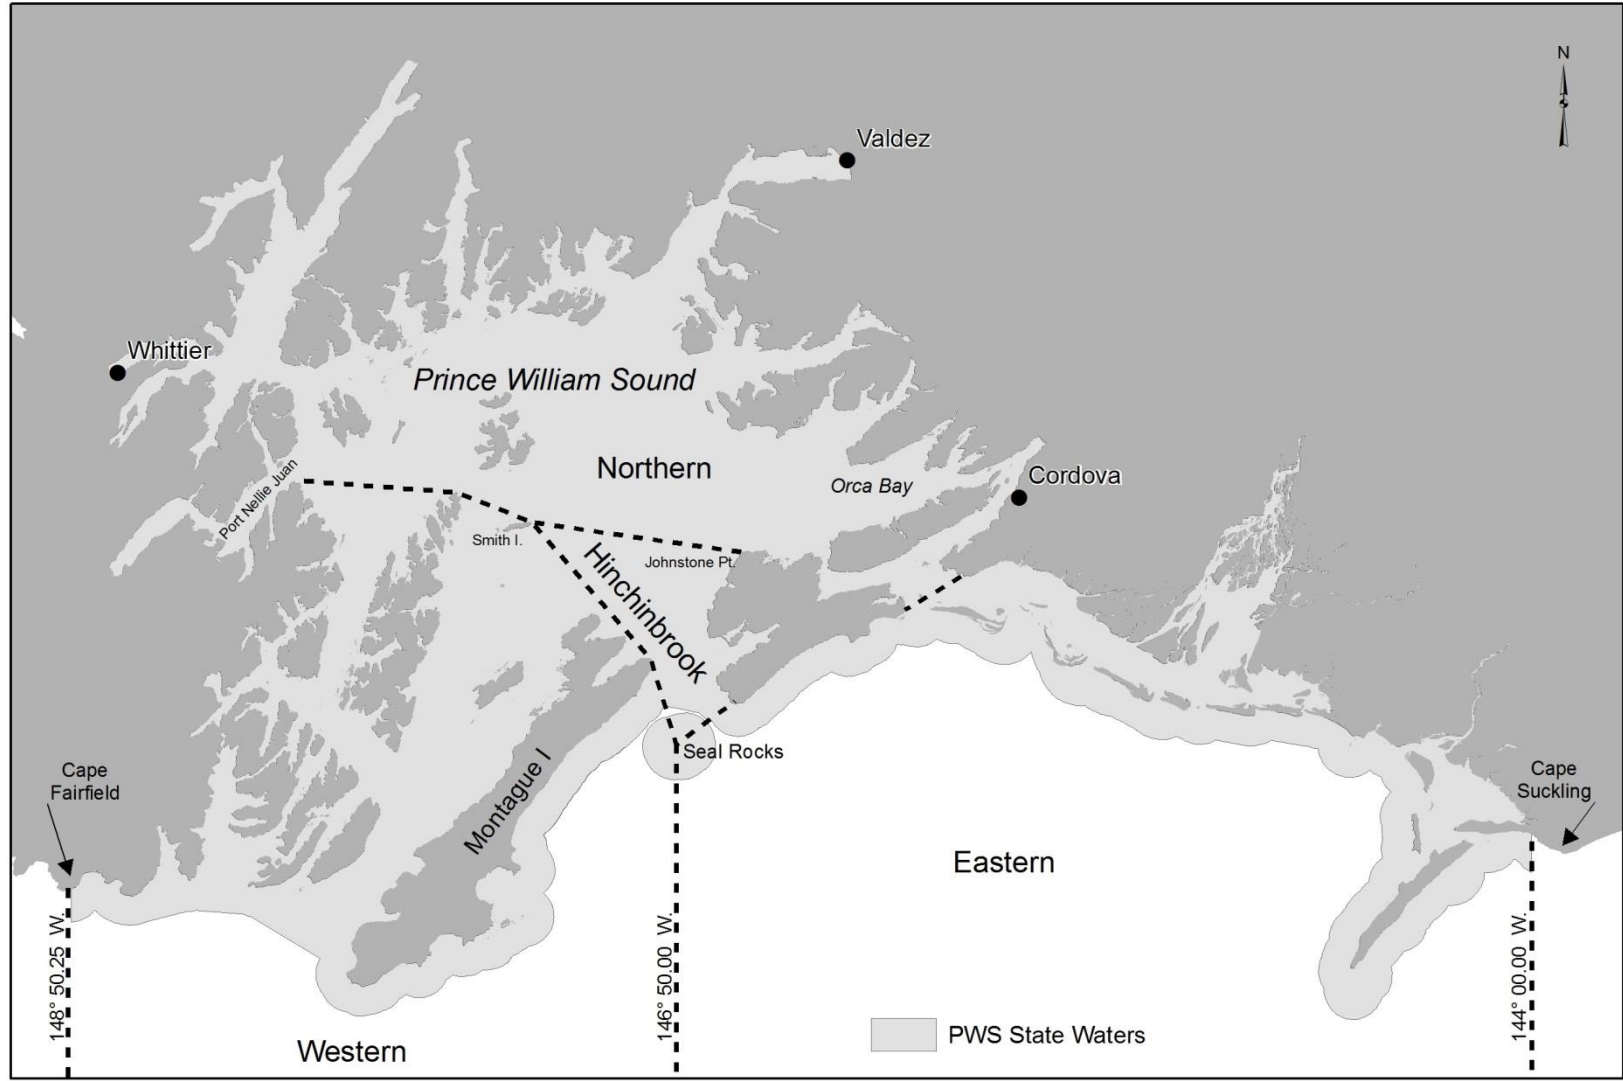 N
Valdez
Whittier
Prince William Sound
Northern
Port Nellie Juan
Orca Bay
Cordova
Smith I.
Johnstone Pt.
Hinchinbrook
Seal Rocks
Montague I
Cape
Fairfield
Cape
Suckling
Eastern
148° 50.25 W.
146° 50.00 W.
144° 00.00 W.
PWS State Waters
Western